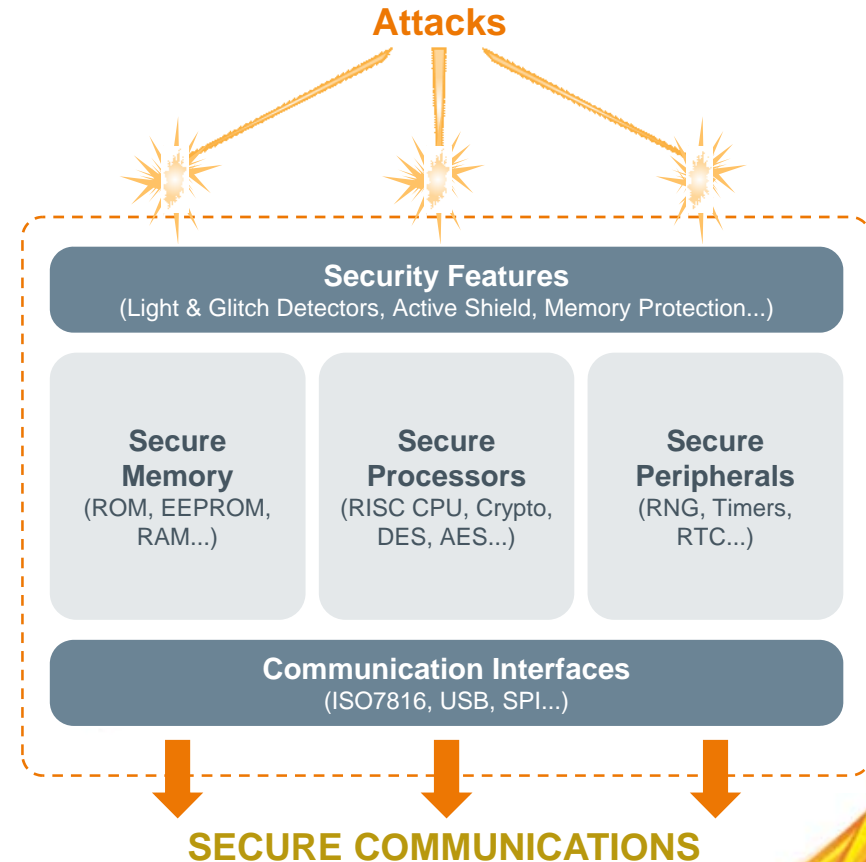 Attacks
Security Features
(Light & Glitch Detectors, Active Shield, Memory Protection...)
Secure
Memory
(ROM, EEPROM,
RAM...)
Secure
Processors
(RISC CPU, Crypto,
DES, AES...)
Secure
Peripherals
(RNG, Timers,
RTC...)
Communication Interfaces
(ISO7816, USB, SPI...)
SECURE COMMUNICATIONS